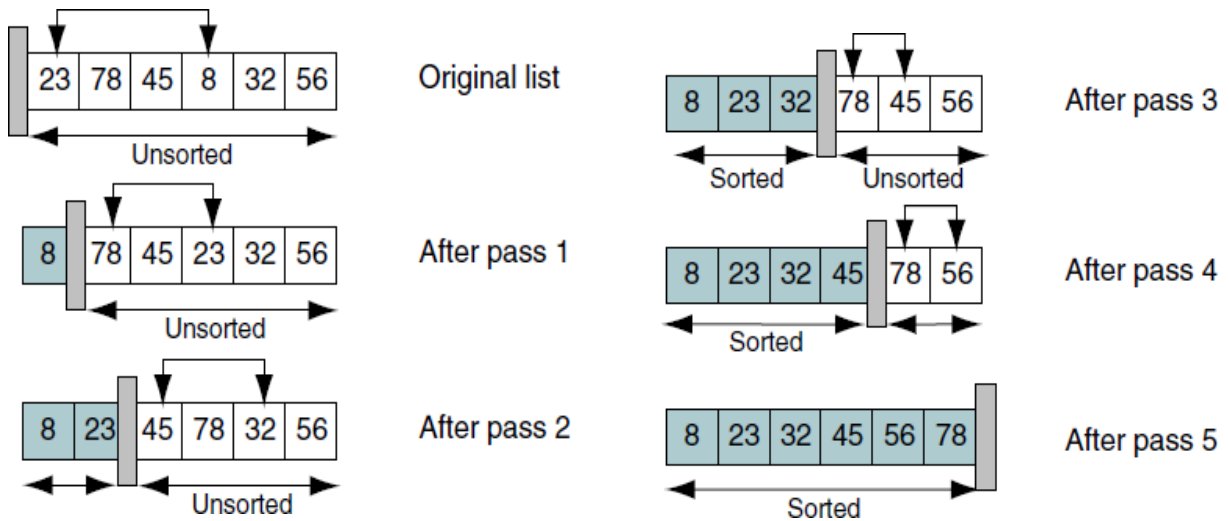 23 78 45 8 32 56 Original list
Unsorted
8 78 45 23 32 56 After pass 1
Unsorted
8 23 45 78 32 56 After pass 2
Unsorted
8 23 32 78 45 56 After pass 3
Sorted Unsorted
8 23 32 45 78 56 After pass 4
Sorted
8 23 32 45 56 78 After pass 5
Sorted